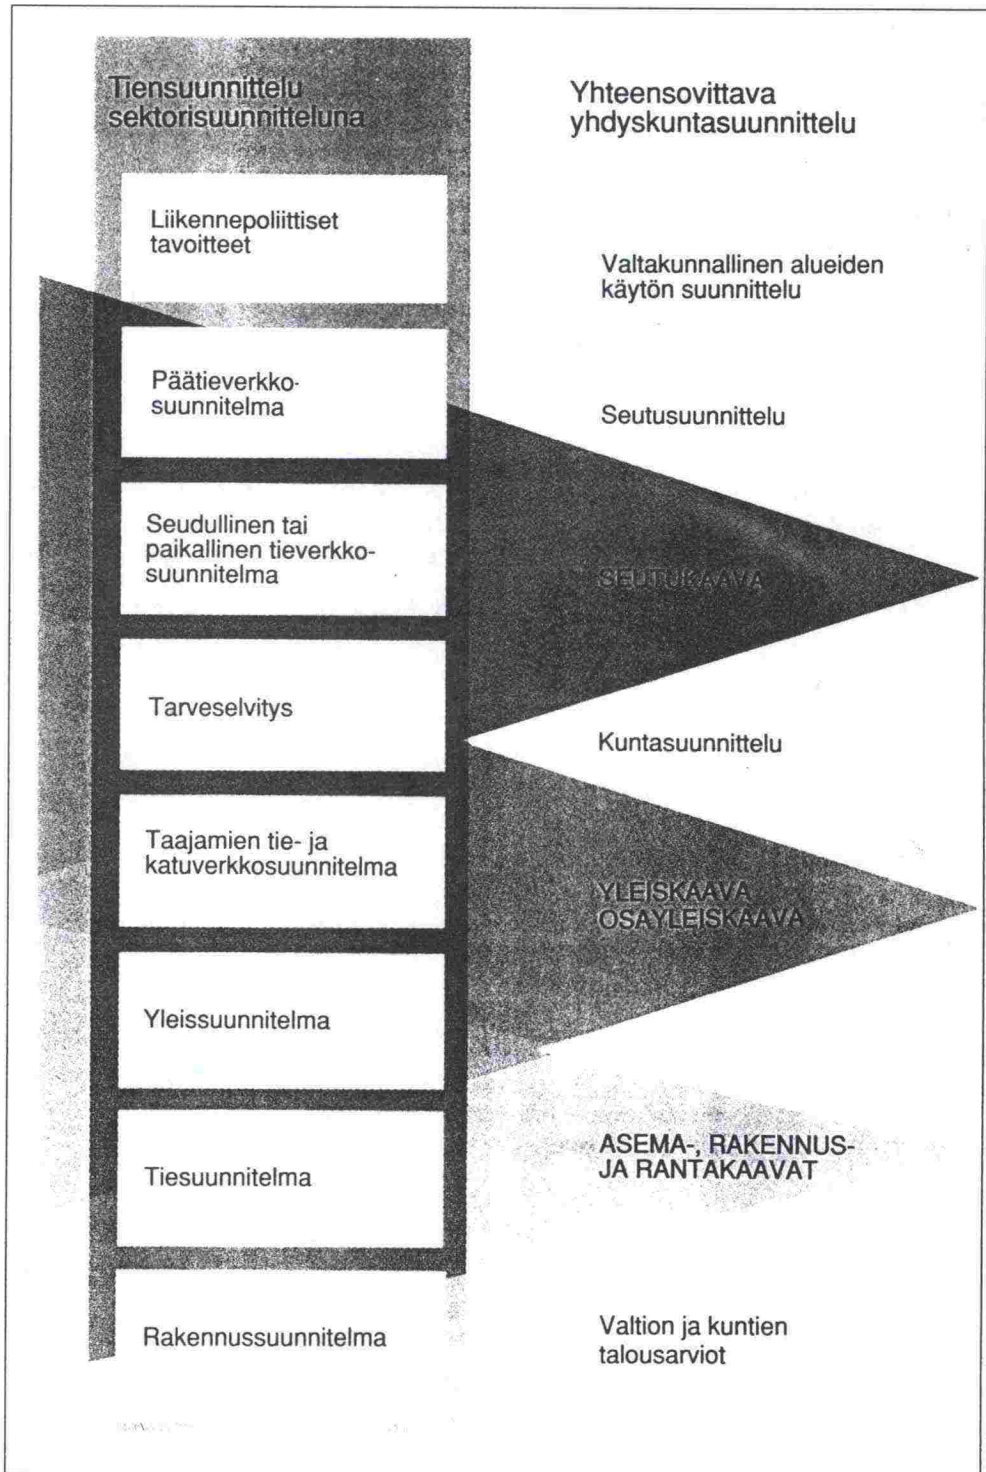 Tiensuunnittelu
sektorisuunnitteluna
Liikennepoliittiset
tavoitteet
Päätieverkko-
suunnitelma
Seudullinen tai
paikallinen tieverkko-
suunnitelma
Tarveselvitys
Taajamien tie- ja
katuverkkosuunnitelma
Yleissuunnitelma
Tiesuunnitelma
Rakennussuunnitelma
Yhteensovittava
yhdyskuntasuunnittelu
Valtakunnallinen alueiden
käytön suunnittelu
Seutusuunnittelu
SEUTUKAAVA
Kuntasuunnittelu
YLEISKAAVA
OSAYLEISKAAVA
ASEMA-, RAKENNUS-
JA RANTAKAAVAT
Valtion ja kuntien
talousarviot